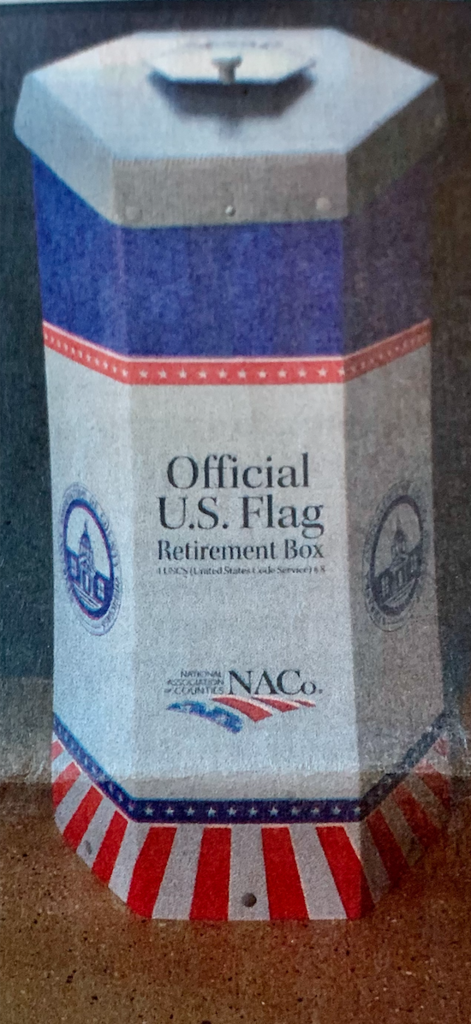 Official
U.S. Flag
Retirement Box
4 USCS (United States Code Service) § 8
NATIONAL
ASSOCIATION
of COUNTIES
NACo®